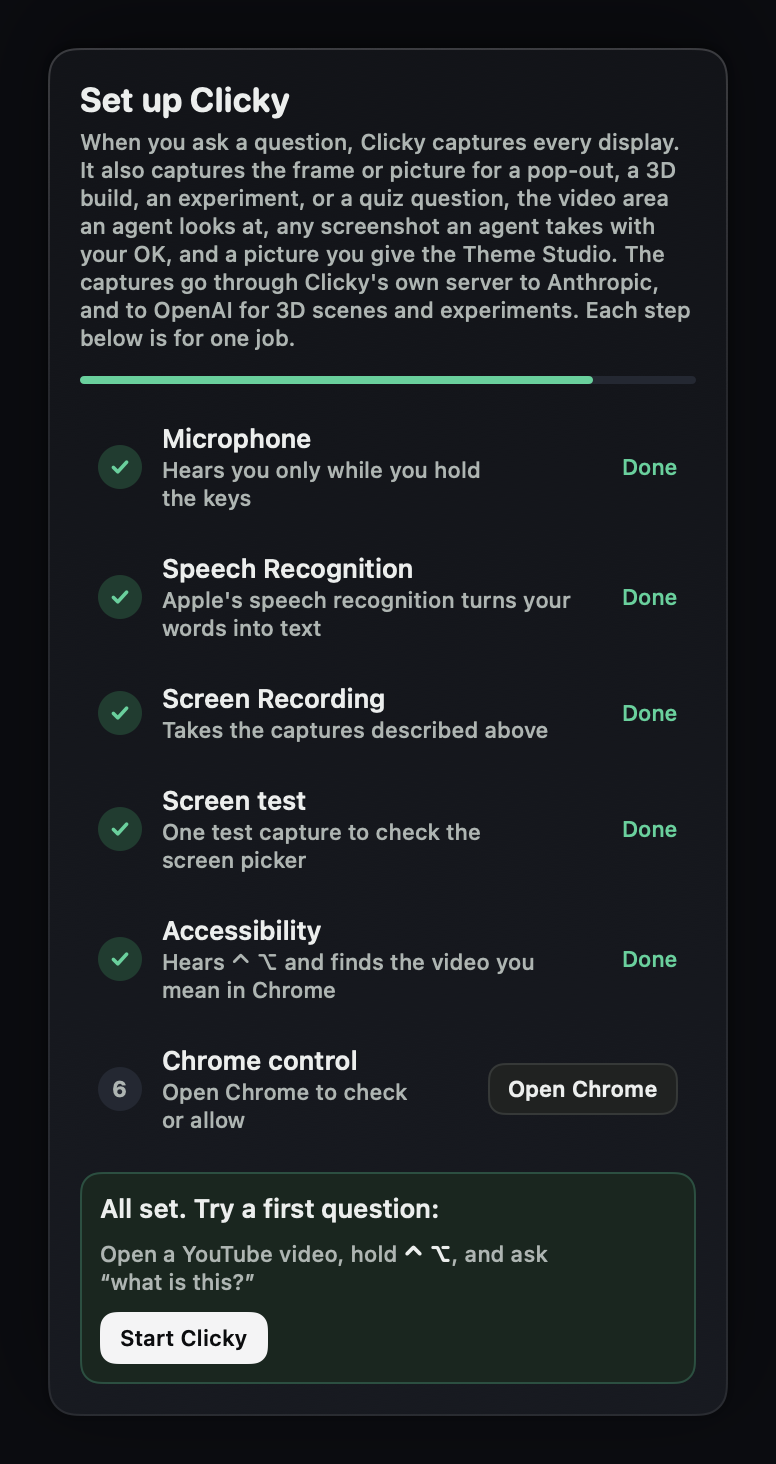 Set up Clicky
When you ask a question, Clicky captures every display.
It also captures the frame or picture for a pop-out, a 3D
build, an experiment, or a quiz question, the video area
an agent looks at, any screenshot an agent takes with
your OK, and a picture you give the Theme Studio. The
captures go through Clicky's own server to Anthropic,
and to OpenAI for 3D scenes and experiments. Each step
below is for one job.
Microphone
Hears you only while you hold
the keys
Done
Speech Recognition
Apple's speech recognition turns your
words into text
Done
Screen Recording
Takes the captures described above
Done
Screen test
One test capture to check the
screen picker
Done
Accessibility
Hears ⌃ ⌥ and finds the video you
mean in Chrome
Done
6
Chrome control
Open Chrome to check
or allow
Open Chrome
All set. Try a first question:
Open a YouTube video, hold ⌃ ⌥, and ask
“what is this?”
Start Clicky